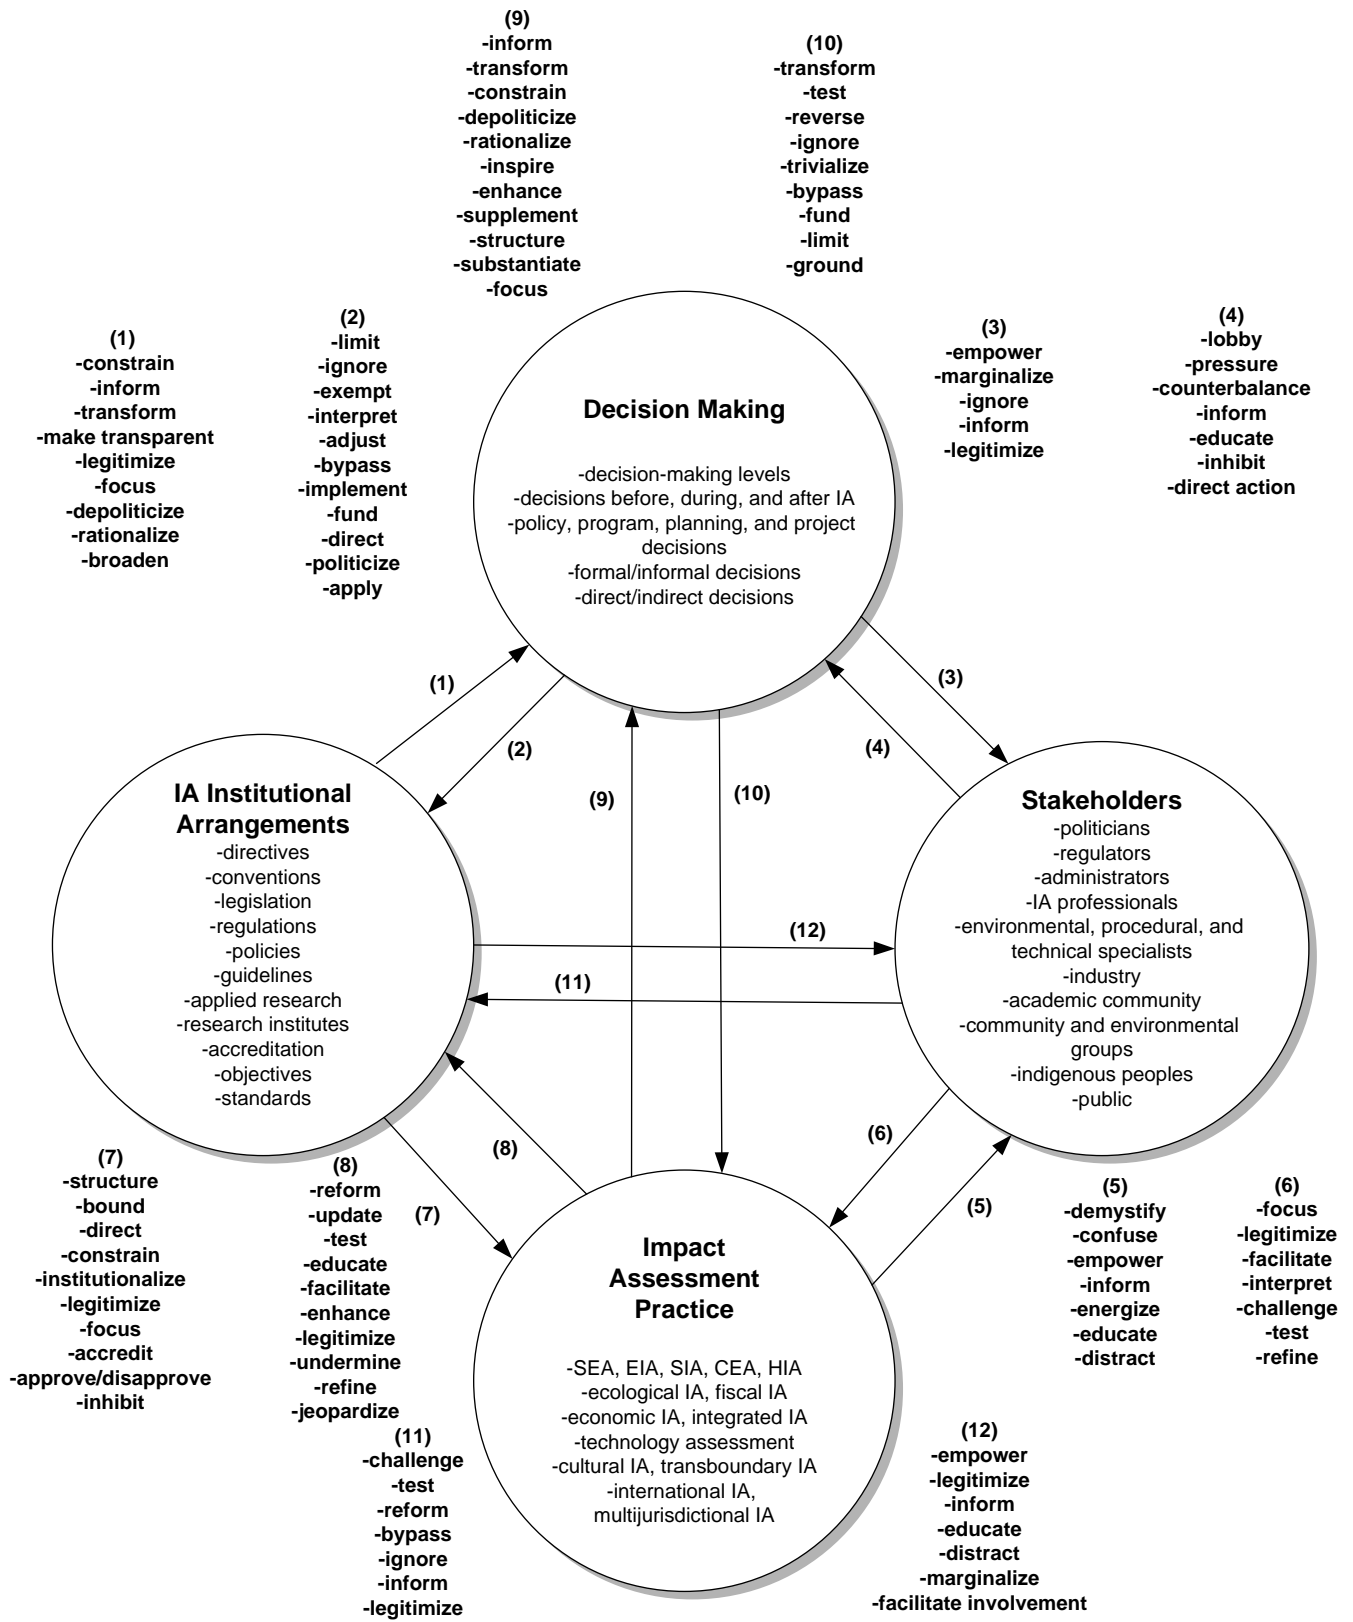 (9)
-inform
-transform
-constrain
-depoliticize
-rationalize
-inspire
-enhance
-supplement
-structure
-substantiate
-focus
(10)
-transform
-test
-reverse
-ignore
-trivialize
-bypass
-fund
-limit
-ground
(1)
-constrain
-inform
-transform
-make transparent
-legitimize
-focus
-depoliticize
-rationalize
-broaden
(2)
-limit
-ignore
-exempt
-interpret
-adjust
-bypass
-implement
-fund
-direct
-politicize
-apply
Decision Making
-decision-making levels
-decisions before, during, and after IA
-policy, program, planning, and project
decisions
-formal/informal decisions
-direct/indirect decisions
(3)
-empower
-marginalize
-ignore
-inform
-legitimize
(4)
-lobby
-pressure
-counterbalance
-inform
-educate
-inhibit
-direct action
(1)
(2)
(3)
(4)
(9)
(10)
IA Institutional
Arrangements
-directives
-conventions
-legislation
-regulations
-policies
-guidelines
-applied research
-research institutes
-accreditation
-objectives
-standards
(12)
(11)
Stakeholders
-politicians
-regulators
-administrators
-IA professionals
-environmental, procedural, and
technical specialists
-industry
-academic community
-community and environmental
groups
-indigenous peoples
-public
(8)
(7)
(6)
(5)
(7)
-structure
-bound
-direct
-constrain
-institutionalize
-legitimize
-focus
-accredit
-approve/disapprove
-inhibit
(8)
-reform
-update
-test
-educate
-facilitate
-enhance
-legitimize
-undermine
-refine
-jeopardize
Impact
Assessment
Practice
-SEA, EIA, SIA, CEA, HIA
-ecological IA, fiscal IA
-economic IA, integrated IA
-technology assessment
-cultural IA, transboundary IA
-international IA,
multijurisdictional IA
(5)
-demystify
-confuse
-empower
-inform
-energize
-educate
-distract
(6)
-focus
-legitimize
-facilitate
-interpret
-challenge
-test
-refine
(11)
-challenge
-test
-reform
-bypass
-ignore
-inform
-legitimize
(12)
-empower
-legitimize
-inform
-educate
-distract
-marginalize
-facilitate involvement